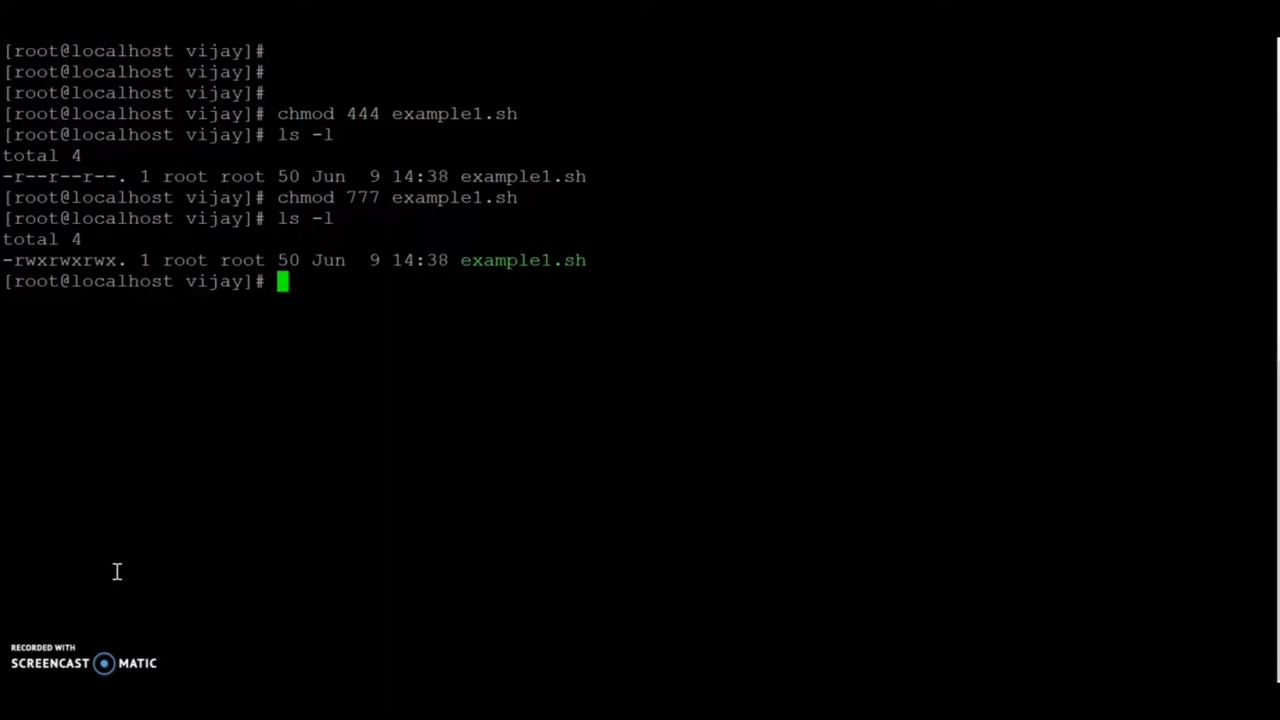 [root@localhost vijay]#
[root@localhost vijay]#
[root@localhost vijay]#
[root@localhost vijay]# chmod 444 example1.sh
[root@localhost vijay]# ls -l
total 4
-r--r--r--. 1 root root 50 Jun  9 14:38 example1.sh
[root@localhost vijay]# chmod 777 example1.sh
[root@localhost vijay]# ls -l
total 4
-rwxrwxrwx. 1 root root 50 Jun  9 14:38 example1.sh
[root@localhost vijay]#
RECORDED WITH
SCREENCAST MATIC